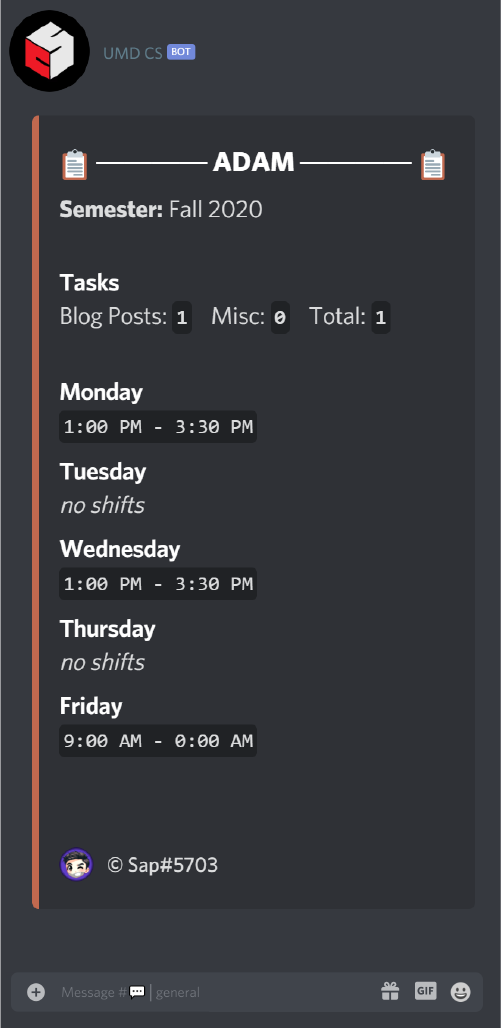 UMD CS BOT
ADAM
Semester: Fall 2020
Tasks
Blog Posts: 1 Misc: 0 Total: 1
Monday
1:00 PM - 3:30 PM
Tuesday
no shifts
Wednesday
1:00 PM - 3:30 PM
Thursday
no shifts
Friday
9:00 AM - 0:00 AM
© Sap#5703
Message #💬 | general GIF